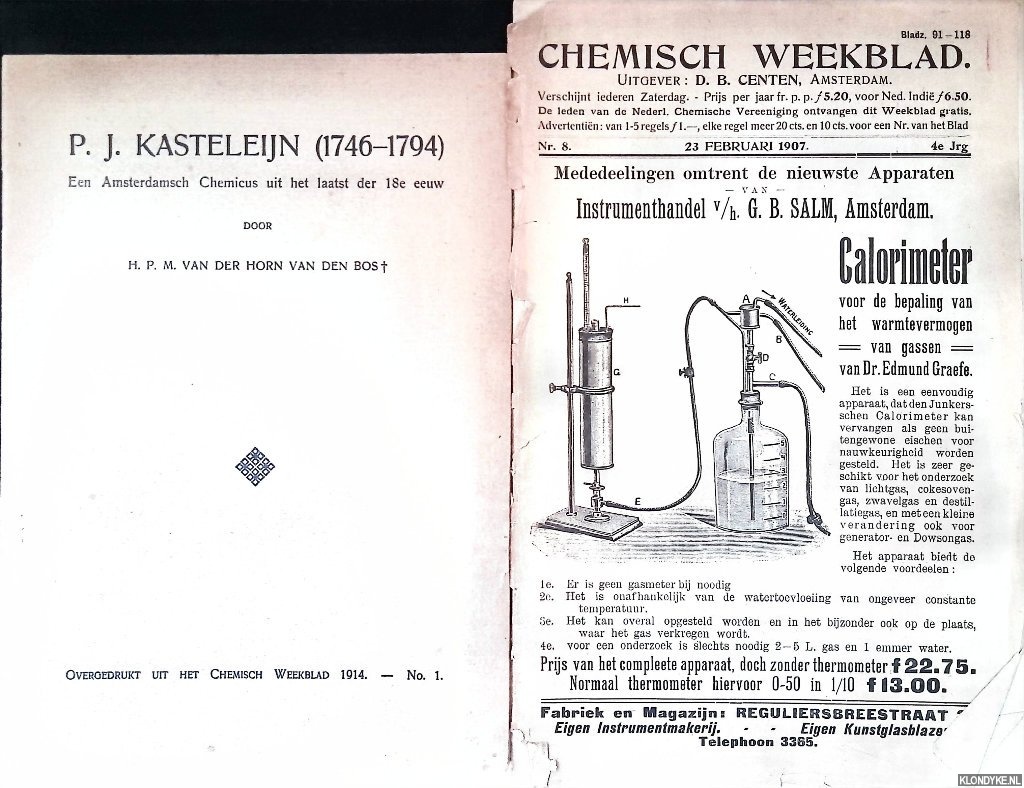 P. J. KASTELEIJN (1746–1794)
Een Amsterdamsch Chemicus uit het laatst der 18e eeuw
DOOR
H. P. M. VAN DER HORN VAN DEN BOS†
OVERGEDRUKT UIT HET CHEMISCH WEEKBLAD 1914. — No. 1.
Bladz. 91–118
CHEMISCH WEEKBLAD.
UITGEVER: D. B. CENTEN, AMSTERDAM.
Verschijnt iederen Zaterdag. - Prijs per jaar fr. p. p. ƒ5.20, voor Ned. Indië ƒ6.50.
De leden van de Nederl. Chemische Vereeniging ontvangen dit Weekblad gratis.
Advertentiën: van 1-5 regels ƒ1.—, elke regel meer 20 cts. en 10 cts. voor een Nr. van het Blad
Nr. 8. 23 FEBRUARI 1907. 4e Jrg
Mededeelingen omtrent de nieuwste Apparaten
— VAN —
Instrumenthandel v/h. G. B. SALM, Amsterdam.
Calorimeter
voor de bepaling van
het warmtevermogen
van gassen
van Dr. Edmund Graefe.
Het is een eenvoudig
apparaat, dat den Junkers-
schen Calorimeter kan
vervangen als geen bui-
tengewone eischen voor
nauwkeurigheid worden
gesteld. Het is zeer ge-
schikt voor het onderzoek
van lichtgas, cokesoven-
gas, zwavelgas en destil-
latiegas, en met een kleine
verandering ook voor
generator- en Dowsongas.
Het apparaat biedt de
volgende voordeelen:
H
G
E
A
WATERLEIDING
B
D
C
1e. Er is geen gasmeter bij noodig
2e. Het is onafhankelijk van de watertoevloeiing van ongeveer constante
temperatuur.
3e. Het kan overal opgesteld worden en in het bijzonder ook op de plaats,
waar het gas verkregen wordt.
4e. voor een onderzoek is slechts noodig 2–5 L. gas en 1 emmer water.
Prijs van het compleete apparaat, doch zonder thermometer f 22.75.
Normaal thermometer hiervoor 0-50 in 1/10 f 13.00.
Fabriek en Magazijn: REGULIERSBREESTRAAT
Eigen Instrumentmakerij. - - Eigen Kunstglasblaze
Telephoon 3365.
KLONDYKE.NL